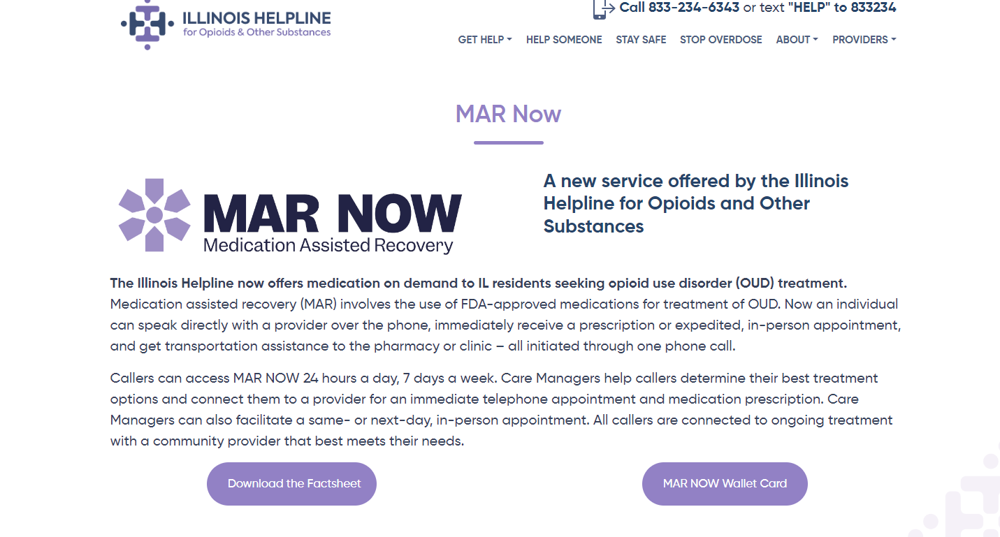 ILLINOIS HELPLINE
for Opioids & Other Substances
Call 833-234-6343 or text "HELP" to 833234
GET HELP HELP SOMEONE STAY SAFE STOP OVERDOSE ABOUT PROVIDERS
MAR Now
MAR NOW
Medication Assisted Recovery
A new service offered by the Illinois
Helpline for Opioids and Other
Substances
The Illinois Helpline now offers medication on demand to IL residents seeking opioid use disorder (OUD) treatment.
Medication assisted recovery (MAR) involves the use of FDA-approved medications for treatment of OUD. Now an individual
can speak directly with a provider over the phone, immediately receive a prescription or expedited, in-person appointment,
and get transportation assistance to the pharmacy or clinic – all initiated through one phone call.
Callers can access MAR NOW 24 hours a day, 7 days a week. Care Managers help callers determine their best treatment
options and connect them to a provider for an immediate telephone appointment and medication prescription. Care
Managers can also facilitate a same- or next-day, in-person appointment. All callers are connected to ongoing treatment
with a community provider that best meets their needs.
Download the Factsheet
MAR NOW Wallet Card